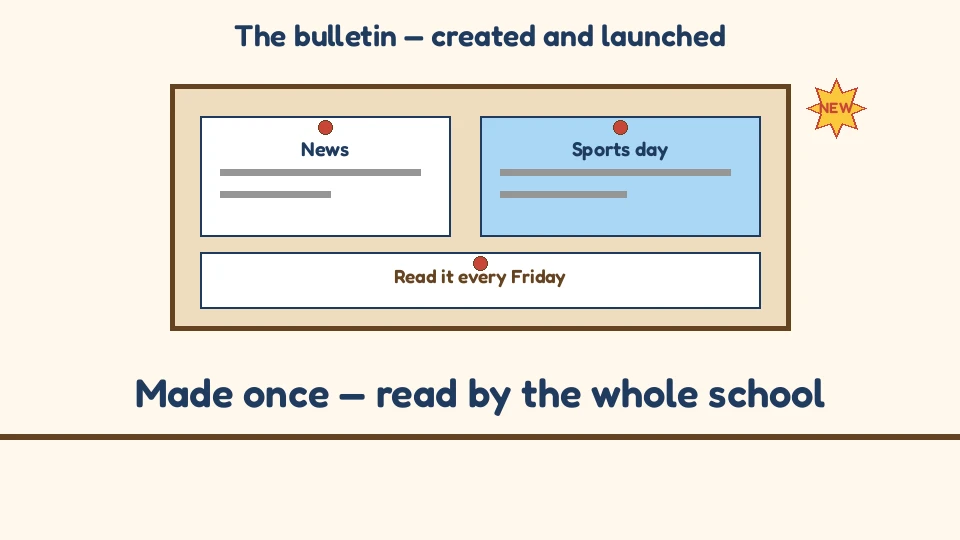 The bulletin — created and launched
NEW
News
Sports day
Read it every Friday
Made once — read by the whole school